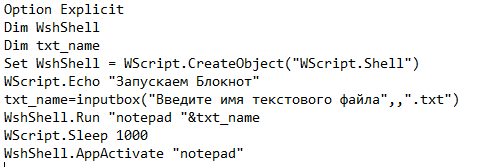 Option Explicit
Dim WshShell
Dim txt_name
Set WshShell = WScript.CreateObject("WScript.Shell")
WScript.Echo "Запускаем Блокнот"
txt_name=inputbox("Введите имя текстового файла",,".txt")
WshShell.Run "notepad "&txt_name
WScript.Sleep 1000
WshShell.AppActivate "notepad"